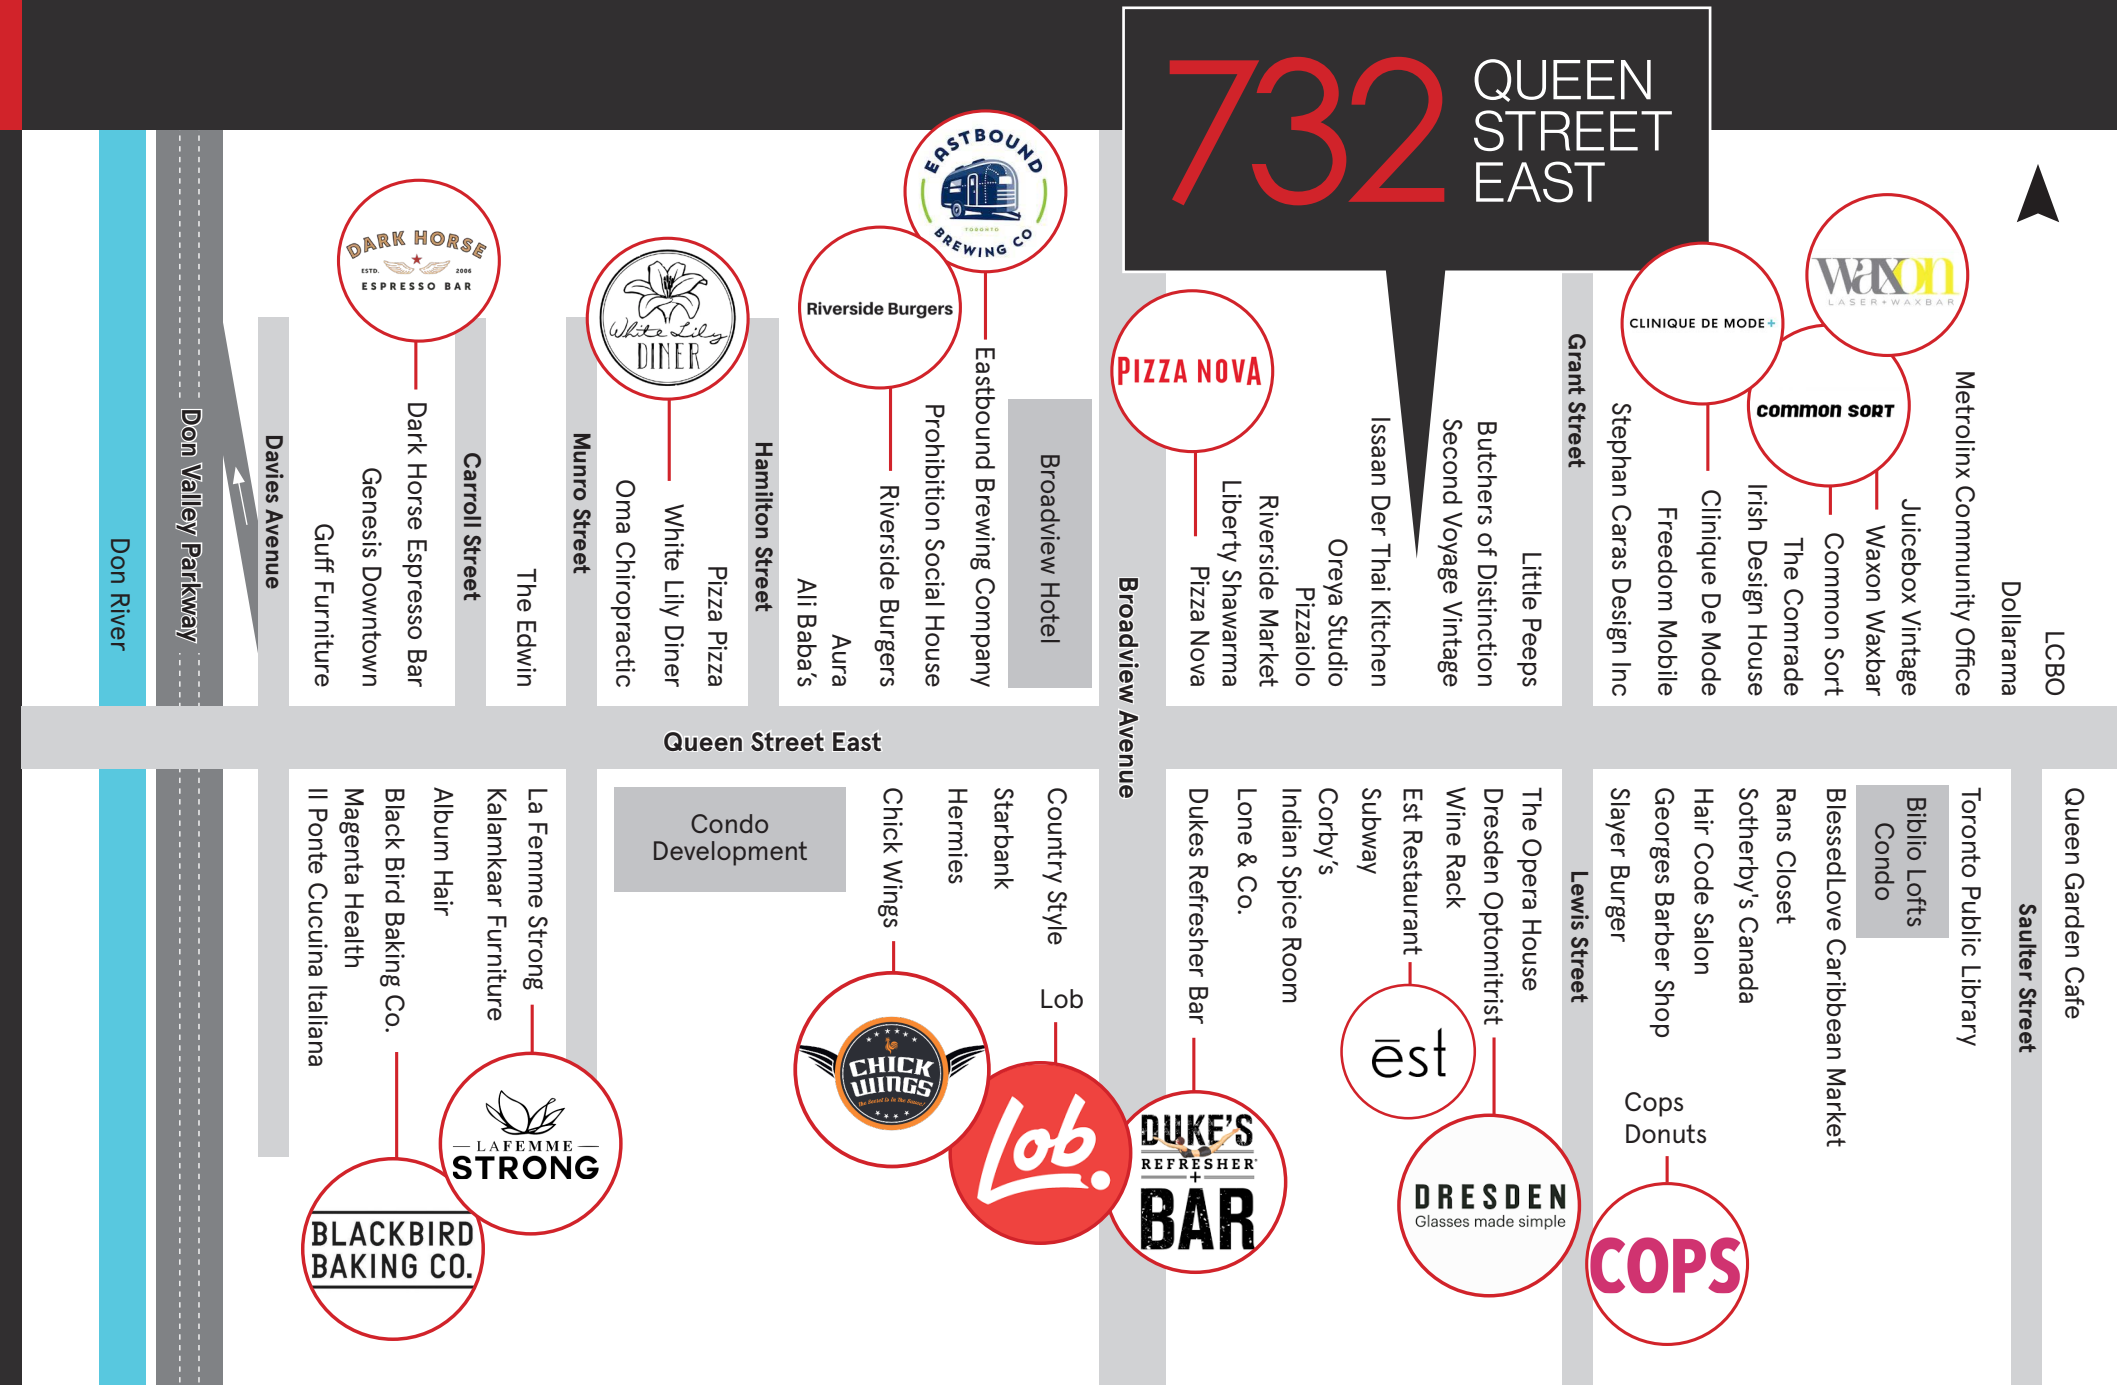 732
QUEEN
STREET
EAST
DARK HORSE
ESTD.
2006
ESPRESSO BAR
White Lily
DINER
Riverside Burgers
EASTBOUND
TORONTO
BREWING CO
PIZZA NOVA
CLINIQUE DE MODE+
waxon
LASER+WAXBAR
COMMON SORT
Don River
Don Valley Parkway
Davies Avenue
Guff Furniture
Genesis Downtown
Dark Horse Espresso Bar
Carroll Street
The Edwin
Munro Street
Oma Chiropractic
White Lily Diner
Pizza Pizza
Hamilton Street
Ali Baba's
Aura
Riverside Burgers
Prohibition Social House
Eastbound Brewing Company
Broadview Hotel
Broadview Avenue
Pizza Nova
Liberty Shawarma
Riverside Market
Pizzaiolo
Oreya Studio
Issaan Der Thai Kitchen
Second Voyage Vintage
Butchers of Distinction
Little Peeps
Grant Street
Stephan Caras Design Inc
Freedom Mobile
Clinique De Mode
Irish Design House
The Comrade
Common Sort
Waxon Waxbar
Juicebox Vintage
Metrolinx Community Office
Dollarama
LCBO
Queen Street East
Il Ponte Cucuina Italiana
Magenta Health
Black Bird Baking Co.
Album Hair
Kalamkaar Furniture
La Femme Strong
Condo
Development
Chick Wings
Hermies
Starbank
Country Style
Lob
Dukes Refresher Bar
Lone & Co.
Indian Spice Room
Corby's
Subway
Est Restaurant
Wine Rack
Dresden Optomitrist
The Opera House
Lewis Street
Slayer Burger
Georges Barber Shop
Hair Code Salon
Sotherby's Canada
Rans Closet
BlessedLove Caribbean Market
Biblio Lofts
Condo
Toronto Public Library
Saulter Street
Queen Garden Cafe
Cops
Donuts
BLACKBIRD
BAKING CO.
LAFEMME
STRONG
CHICK
WINGS
The Social Is In The House!
Lob.
DUKE'S
REFRESHER
+
BAR
ēst
DRESDEN
Glasses made simple
COPS